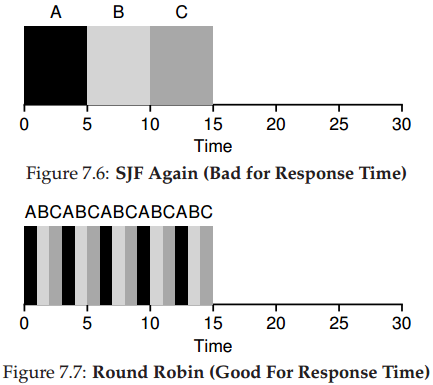 A B C
0 5 10 15 20 25 30
Time
Figure 7.6: SJF Again (Bad for Response Time)
ABCABCABCABCABC
0 5 10 15 20 25 30
Time
Figure 7.7: Round Robin (Good For Response Time)